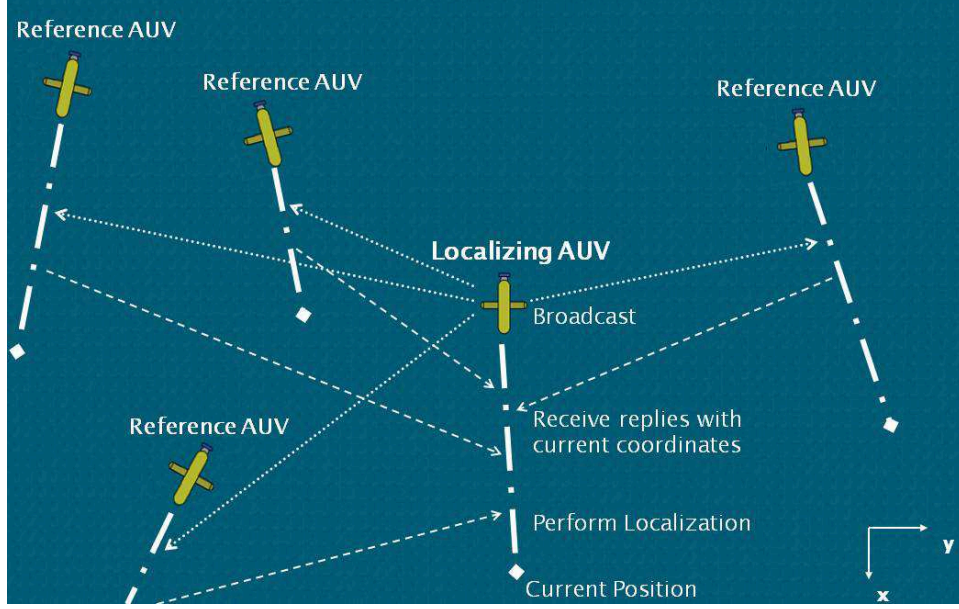 Reference AUV
Reference AUV
Reference AUV
Localizing AUV
Broadcast
Receive replies with
current coordinates
Reference AUV
Perform Localization
y
Current Position
x